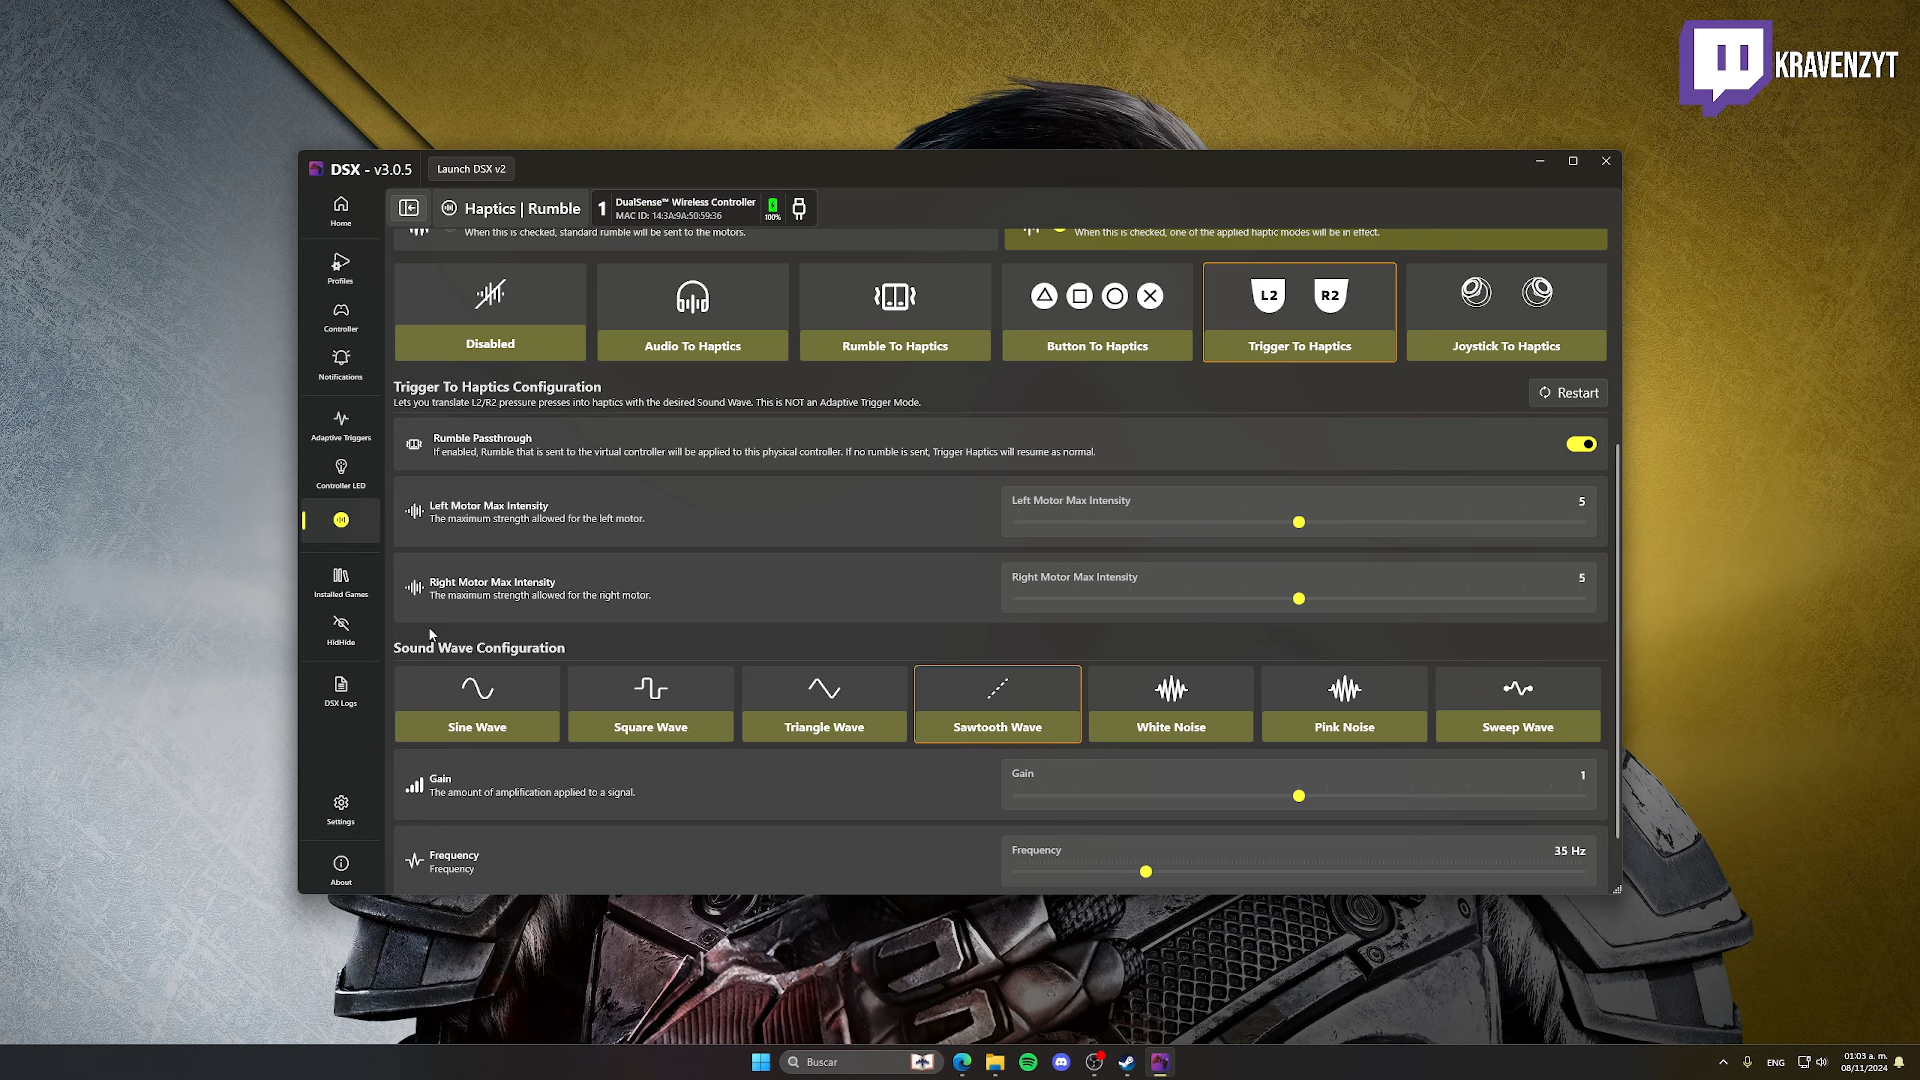 KRAVENZYT
DSX - v3.0.5
Launch DSX v2
Home
Profiles
Controller
Notifications
Adaptive Triggers
Controller LED
Installed Games
HidHide
DSX Logs
Settings
About
Haptics | Rumble
1
DualSense™ Wireless Controller
MAC ID: 14:3A:9A:50:59:36
100%
When this is checked, standard rumble will be sent to the motors.
When this is checked, one of the applied haptic modes will be in effect.
L2 R2
Disabled
Audio To Haptics
Rumble To Haptics
Button To Haptics
Trigger To Haptics
Joystick To Haptics
Trigger To Haptics Configuration
Lets you translate L2/R2 pressure presses into haptics with the desired Sound Wave. This is NOT an Adaptive Trigger Mode.
Restart
Rumble Passthrough
If enabled, Rumble that is sent to the virtual controller will be applied to this physical controller. If no rumble is sent, Trigger Haptics will resume as normal.
Left Motor Max Intensity
The maximum strength allowed for the left motor.
Left Motor Max Intensity 5
Right Motor Max Intensity
The maximum strength allowed for the right motor.
Right Motor Max Intensity 5
Sound Wave Configuration
Sine Wave
Square Wave
Triangle Wave
Sawtooth Wave
White Noise
Pink Noise
Sweep Wave
Gain
The amount of amplification applied to a signal.
Gain 1
Frequency
Frequency
Frequency 35 Hz
Buscar
ENG
01:03 a. m.
08/11/2024